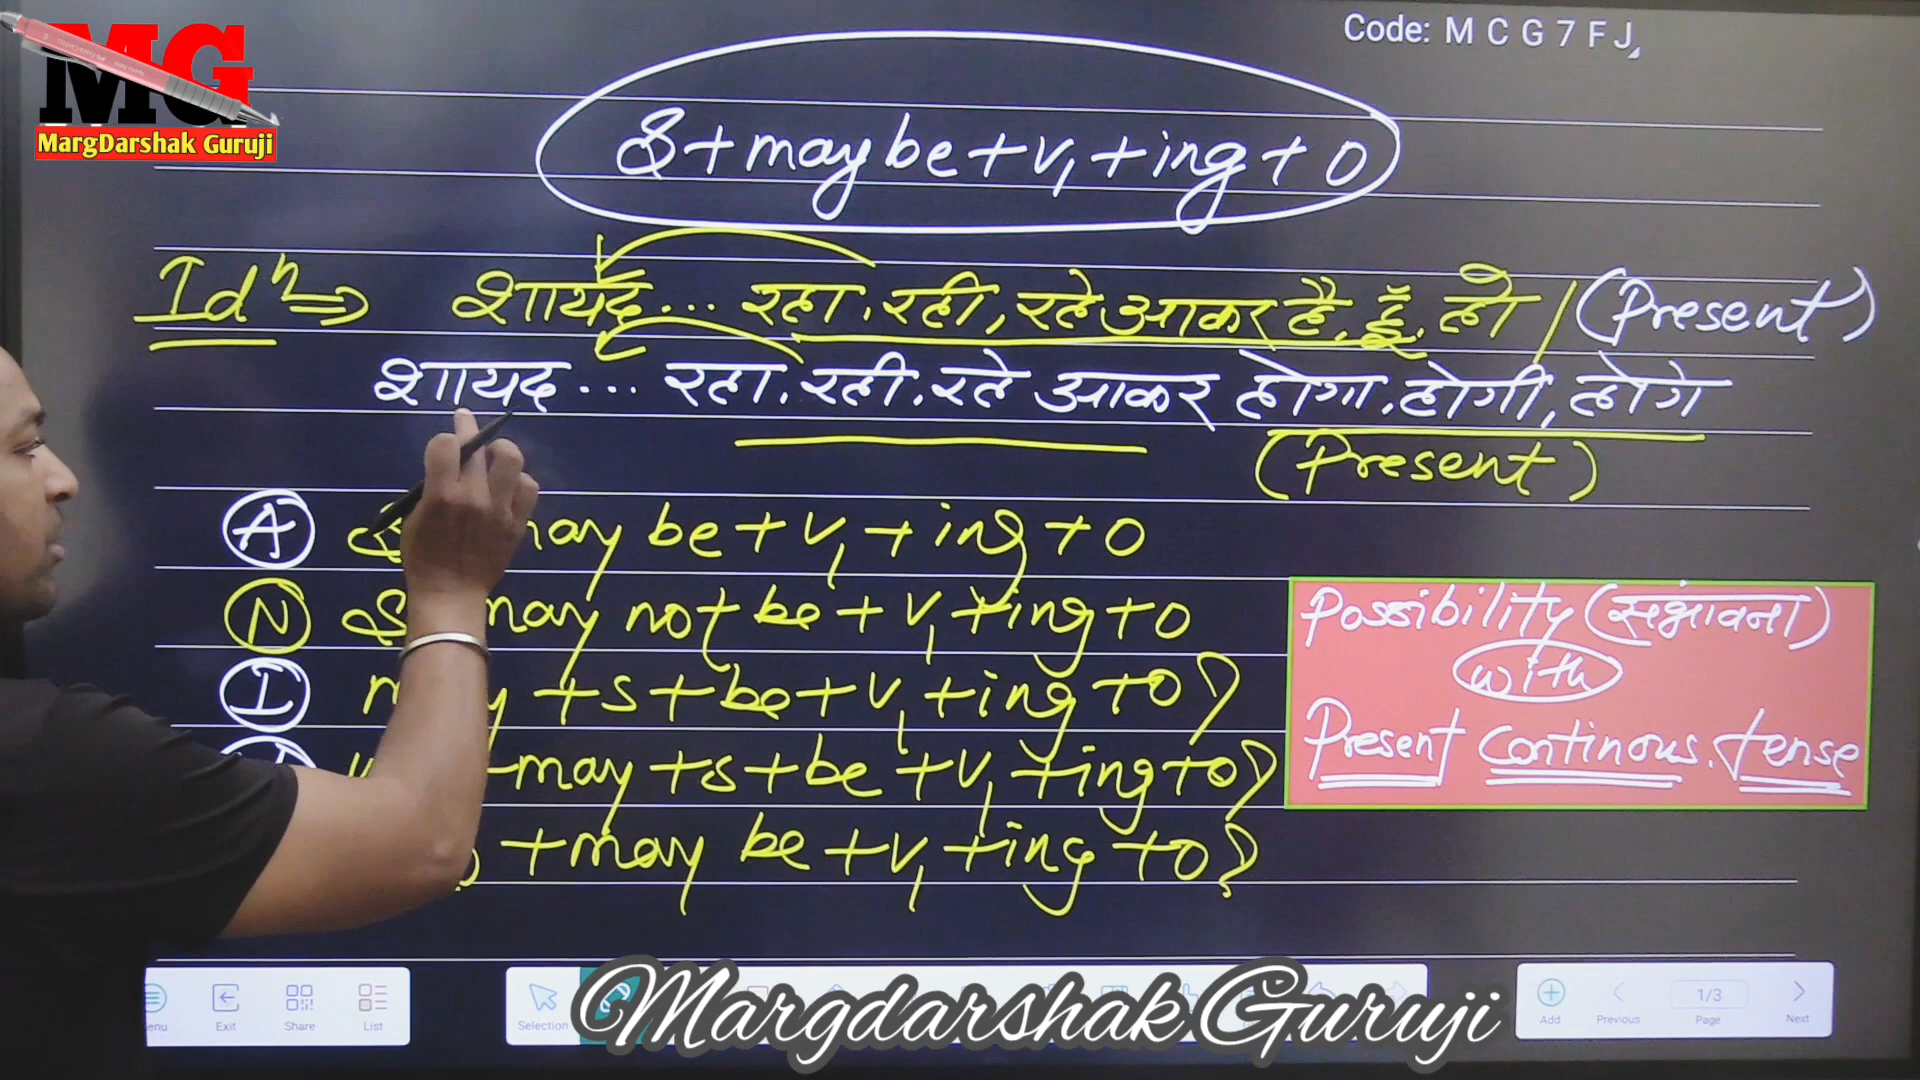 MG
MargDarshak Guruji
Code: M C G 7 F J
S + may be + V1 + ing + O
Idn ⇒ शायद... रहा, रही, रहे आकर है, हूँ, हो / (Present)
शायद... रहा, रही, रहे आकर होगा, होगी, होगे
(Present)
(A) may be + V1 + ing + O
(N) S may not be + V1 + ing + O
(I) + S + be + V1 + ing + O ?
may + S + be + V1 + ing + O ?
+ may be + V1 + ing + O ?
Possibility (संभावना)
with
Present Continous. tense
Exit Share List Selection
Add Previous 1/3 Page Next
Margdarshak Guruji